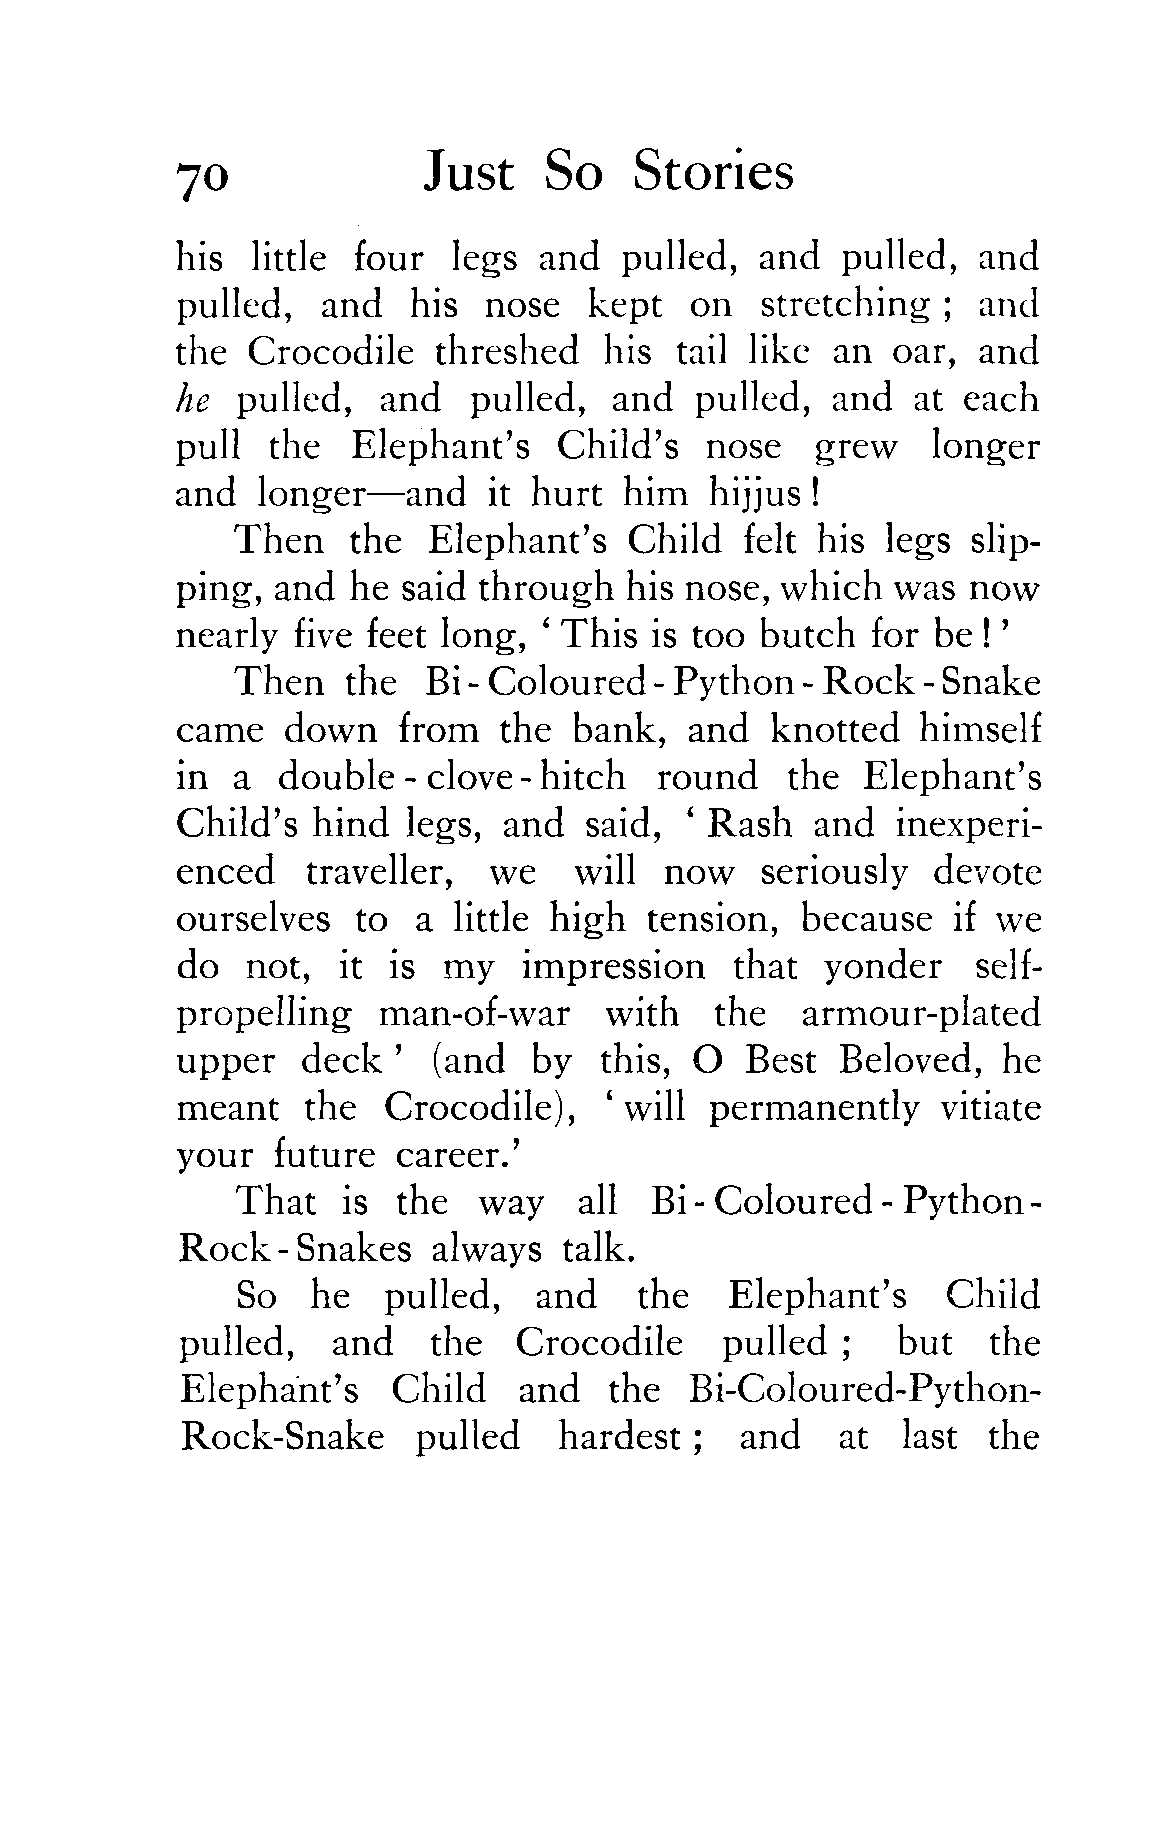 70 Just So Stories
his little four legs and pulled, and pulled, and
pulled, and his nose kept on stretching ; and
the Crocodile threshed his tail like an oar, and
he pulled, and pulled, and pulled, and at each
pull the Elephant's Child's nose grew longer
and longer—and it hurt him hijjus !
Then the Elephant's Child felt his legs slip-
ping, and he said through his nose, which was now
nearly five feet long, ‘ This is too butch for be ! ’
Then the Bi - Coloured - Python - Rock - Snake
came down from the bank, and knotted himself
in a double - clove - hitch round the Elephant's
Child's hind legs, and said, ‘ Rash and inexperi-
enced traveller, we will now seriously devote
ourselves to a little high tension, because if we
do not, it is my impression that yonder self-
propelling man-of-war with the armour-plated
upper deck ’ (and by this, O Best Beloved, he
meant the Crocodile), ‘ will permanently vitiate
your future career.’
That is the way all Bi - Coloured - Python -
Rock - Snakes always talk.
So he pulled, and the Elephant's Child
pulled, and the Crocodile pulled ; but the
Elephant's Child and the Bi-Coloured-Python-
Rock-Snake pulled hardest ; and at last the